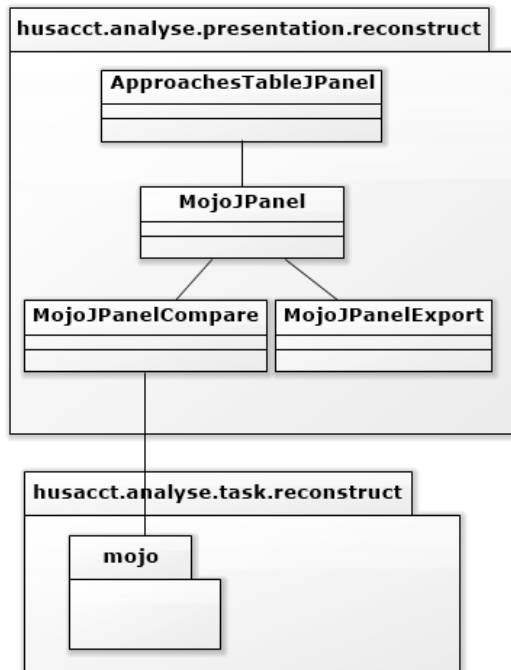 husacct.analyse.presentation.reconstruct
ApproachesTableJPanel
MojoJPanel
MojoJPanelCompare
MojoJPanelExport
husacct.analyse.task.reconstruct
mojo